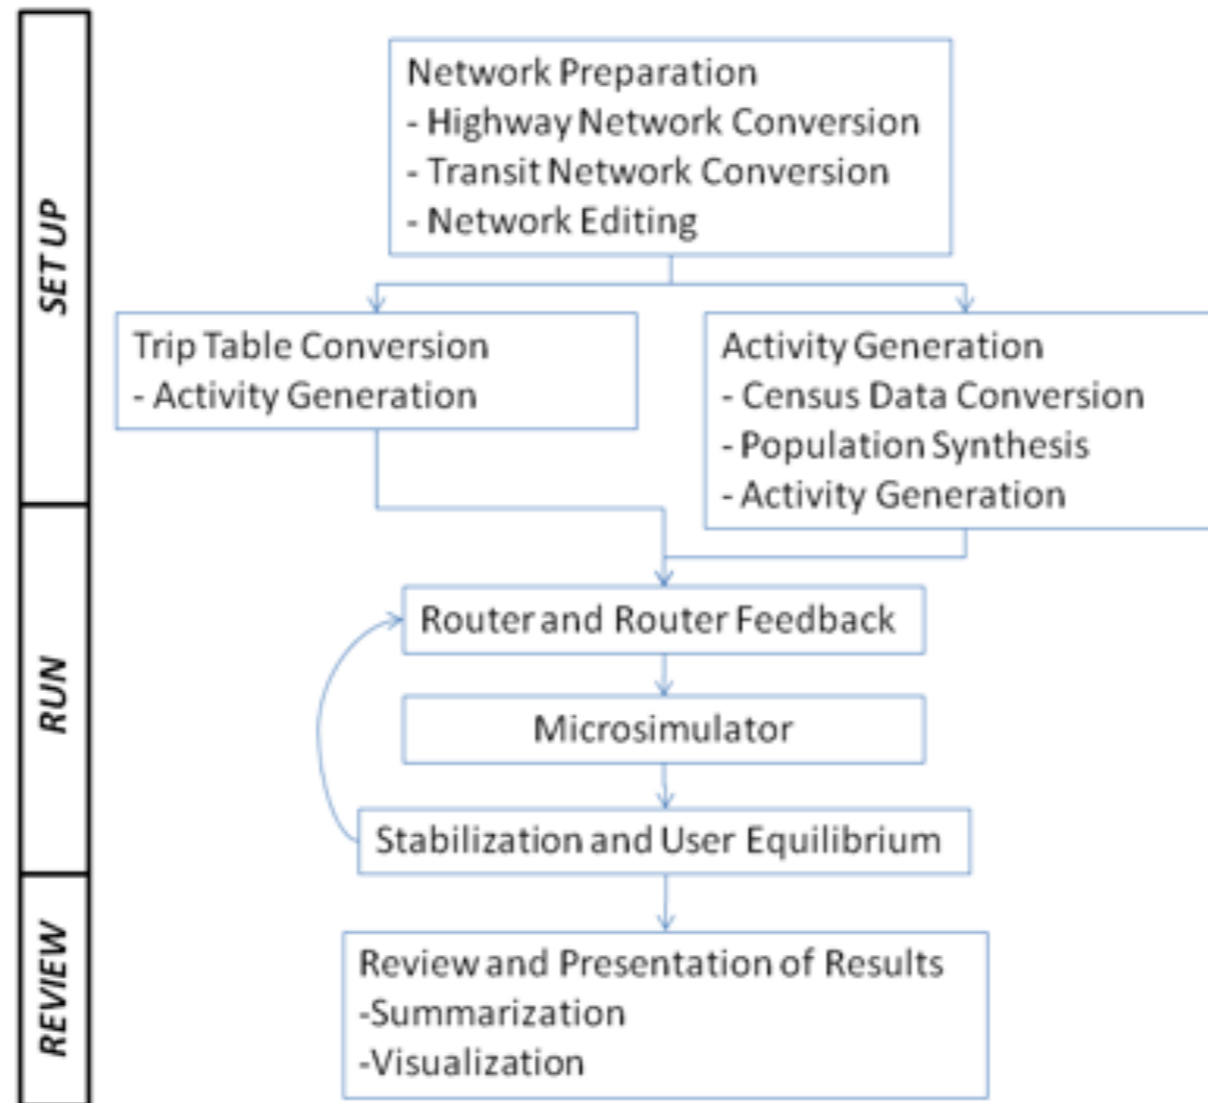 SET UP
Network Preparation
- Highway Network Conversion
- Transit Network Conversion
- Network Editing
Trip Table Conversion
- Activity Generation
Activity Generation
- Census Data Conversion
- Population Synthesis
- Activity Generation
RUN
Router and Router Feedback
Microsimulator
Stabilization and User Equilibrium
REVIEW
Review and Presentation of Results
-Summarization
-Visualization